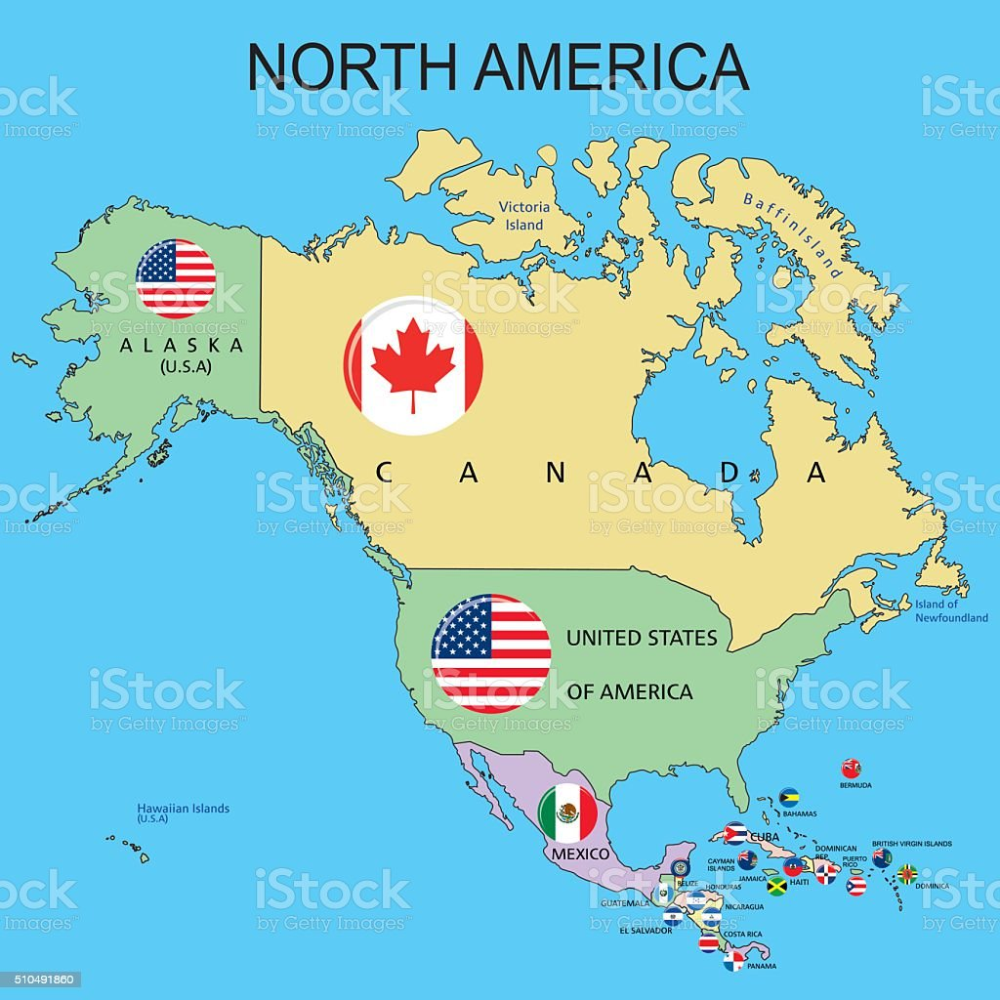 NORTH AMERICA
iStock
by Getty Images™
Victoria
Island
BaffinIsland
ALASKA
(U.S.A)
CANADA
Island of
Newfoundland
UNITED STATES
OF AMERICA
Hawaiian Islands
(U.S.A)
MEXICO
BERMUDA
BAHAMAS
CUBA
CAYMAN
ISLANDS
JAMAICA
HAITI
DOMINICAN
REP.
PUERTO
RICO
BRITISH VIRGIN ISLANDS
DOMINICA
BELIZE
GUATEMALA
HONDURAS
EL SALVADOR
NICARAGUA
COSTA RICA
PANAMA
510491860